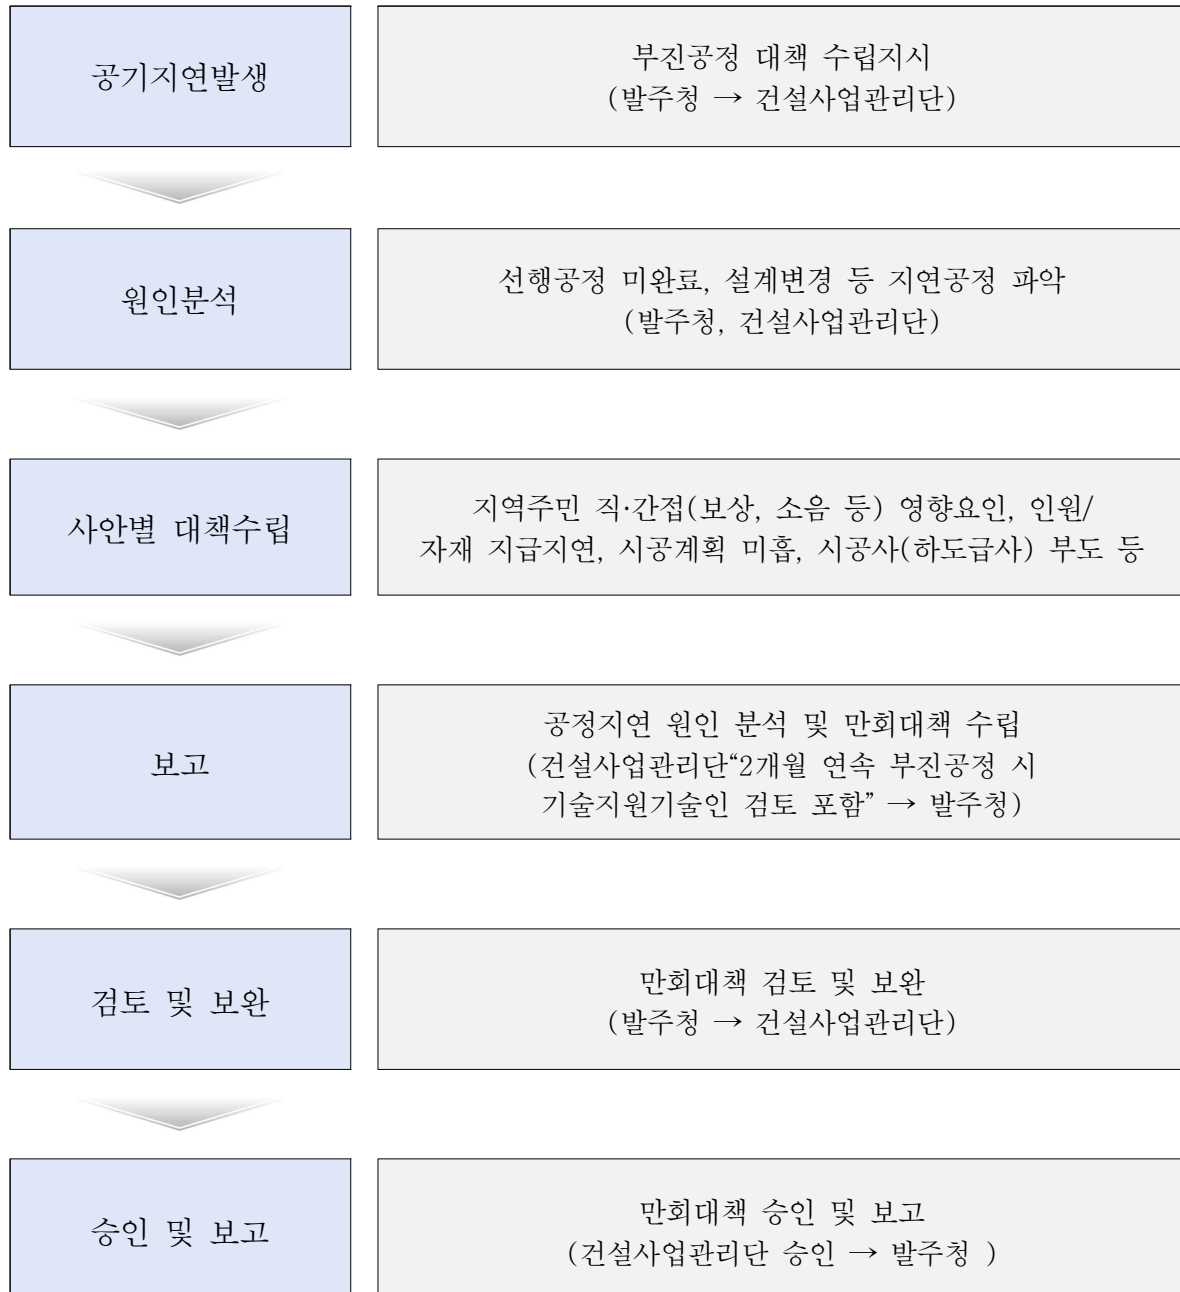 공기지연발생
부진공정 대책 수립지시
(발주청 → 건설사업관리단)
원인분석
선행공정 미완료, 설계변경 등 지연공정 파악
(발주청, 건설사업관리단)
사안별 대책수립
지역주민 직·간접(보상, 소음 등) 영향요인, 인원/
자재 지급지연, 시공계획 미흡, 시공사(하도급사) 부도 등
보고
공정지연 원인 분석 및 만회대책 수립
(건설사업관리단“2개월 연속 부진공정 시
기술지원기술인 검토 포함” → 발주청)
검토 및 보완
만회대책 검토 및 보완
(발주청 → 건설사업관리단)
승인 및 보고
만회대책 승인 및 보고
(건설사업관리단 승인 → 발주청 )